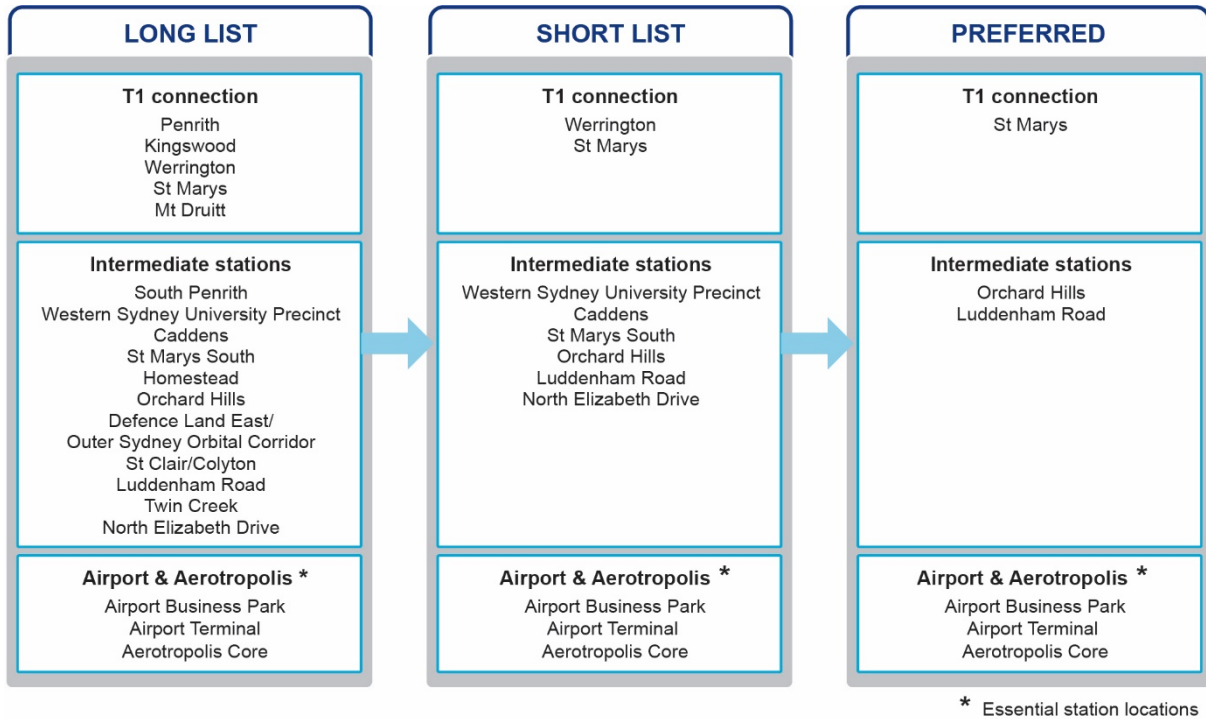 LONG LIST
T1 connection
Penrith
Kingswood
Werrington
St Marys
Mt Druitt
Intermediate stations
South Penrith
Western Sydney University Precinct
Caddens
St Marys South
Homestead
Orchard Hills
Defence Land East/
Outer Sydney Orbital Corridor
St Clair/Colyton
Luddenham Road
Twin Creek
North Elizabeth Drive
Airport & Aerotropolis *
Airport Business Park
Airport Terminal
Aerotropolis Core
SHORT LIST
T1 connection
Werrington
St Marys
Intermediate stations
Western Sydney University Precinct
Caddens
St Marys South
Orchard Hills
Luddenham Road
North Elizabeth Drive
Airport & Aerotropolis *
Airport Business Park
Airport Terminal
Aerotropolis Core
PREFERRED
T1 connection
St Marys
Intermediate stations
Orchard Hills
Luddenham Road
Airport & Aerotropolis *
Airport Business Park
Airport Terminal
Aerotropolis Core
* Essential station locations